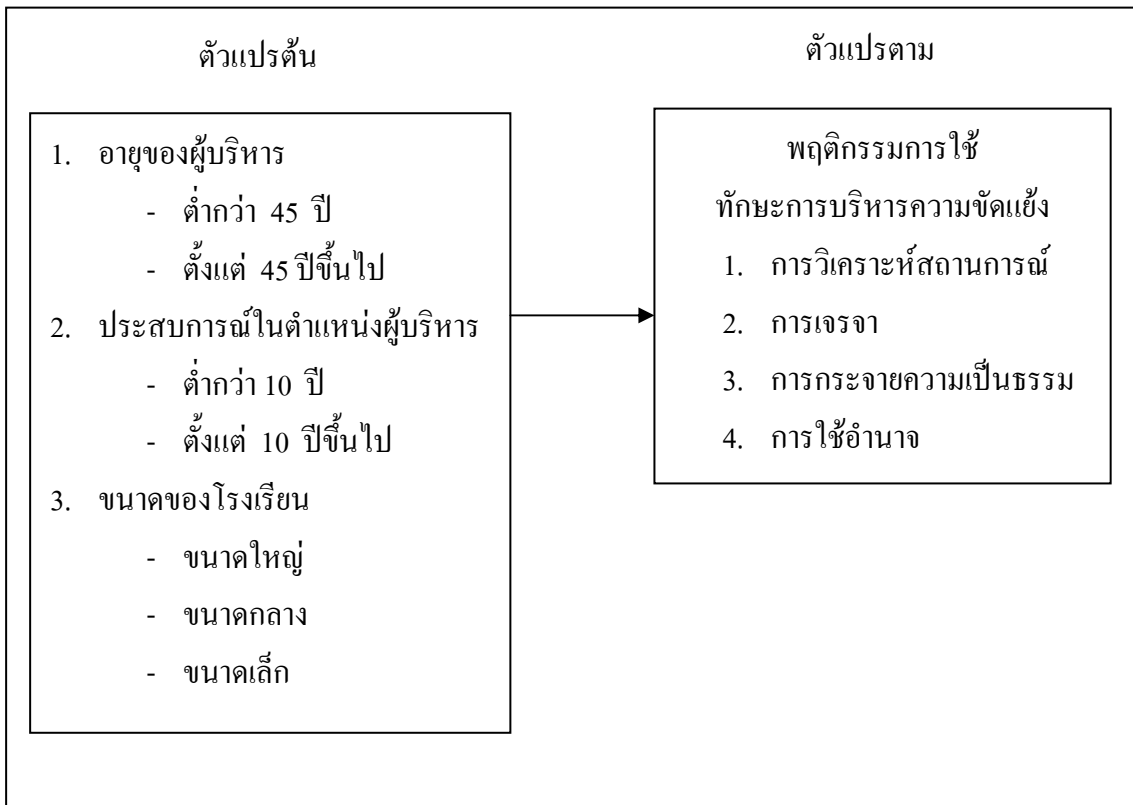 ตัวแปรต้น
1. อายุของผู้บริหาร
- ต่ำกว่า 45 ปี
- ตั้งแต่ 45 ปีขึ้นไป
2. ประสบการณ์ในตำแหน่งผู้บริหาร
- ต่ำกว่า 10 ปี
- ตั้งแต่ 10 ปีขึ้นไป
3. ขนาดของโรงเรียน
- ขนาดใหญ่
- ขนาดกลาง
- ขนาดเล็ก
ตัวแปรตาม
พฤติกรรมการใช้
ทักษะการบริหารความขัดแย้ง
1. การวิเคราะห์สถานการณ์
2. การเจรจา
3. การกระจายความเป็นธรรม
4. การใช้อำนาจ